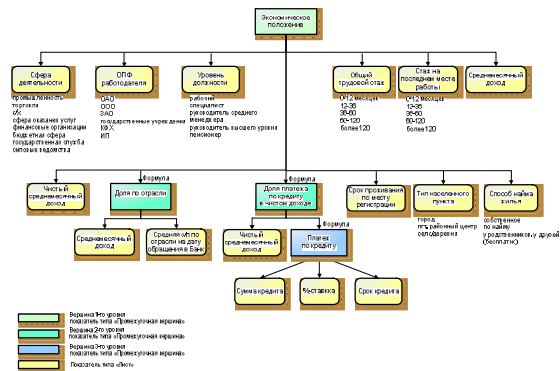 Экономическое
положение
Сфера
деятельности
ОПФ
работодателя
Уровень
должности
Общий
трудовой стаж
Стаж на
последнем месте
работы
Среднемесячный
доход
промышленность
торговля
с/х
сфера оказания услуг
финансовые организации
бюджетная сфера
государственная служба
силовые ведомства
ОАО
ООО
ЗАО
государственные учреждения
КФХ
ИП
рабочий
специалист
руководитель среднего
менеджера
руководитель высшего уровня
пенсионер
0-12 месяцев
12-36
36-60
60-120
более120
0-12 месяцев
12-36
36-60
60-120
более120
Формула
Формула
Чистый
среднемесячный
доход
Доля по отрасли
Доля платежа
по кредиту
в чистом доходе
Срок проживания
по месту
регистрации
Тип населенного
пункта
Способ найма
жилья
город
пгт, районный центр
село/деревня
собственное
по найму
у родственников, у друзей
(бесплатно)
Формула
Среднемесячный
доход
Средняя з/п по
отрасли на дату
обращения в Банк
Чистый
среднемесячный
доход
Платеж
по кредиту
Сумма кредита
%ставка
Срок кредита
Вершина 1-го уровня
показатель типа «Промежуточная вершина»
Вершина 2-го уровня
показатель типа «Промежуточная вершина»
Вершина 3-го уровня
показатель типа «Промежуточная вершина»
Показатель типа «Лист»